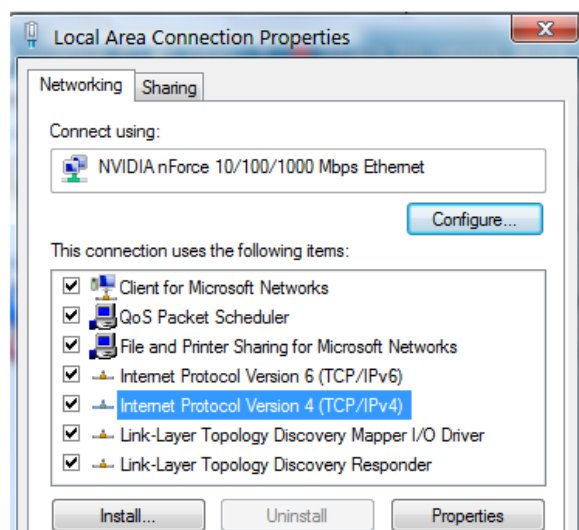 Local Area Connection Properties
Networking
Sharing
Connect using:
NVIDIA nForce 10/100/1000 Mbps Ethernet
Configure...
This connection uses the following items:
Client for Microsoft Networks
QoS Packet Scheduler
File and Printer Sharing for Microsoft Networks
Internet Protocol Version 6 (TCP/IPv6)
Internet Protocol Version 4 (TCP/IPv4)
Link-Layer Topology Discovery Mapper I/O Driver
Link-Layer Topology Discovery Responder
Install...
Uninstall
Properties